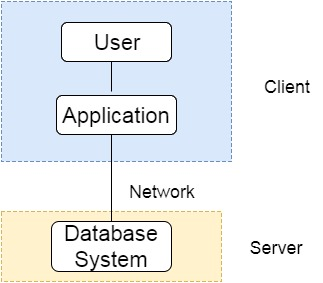 User
Client
Application
Network
Database
System
Server